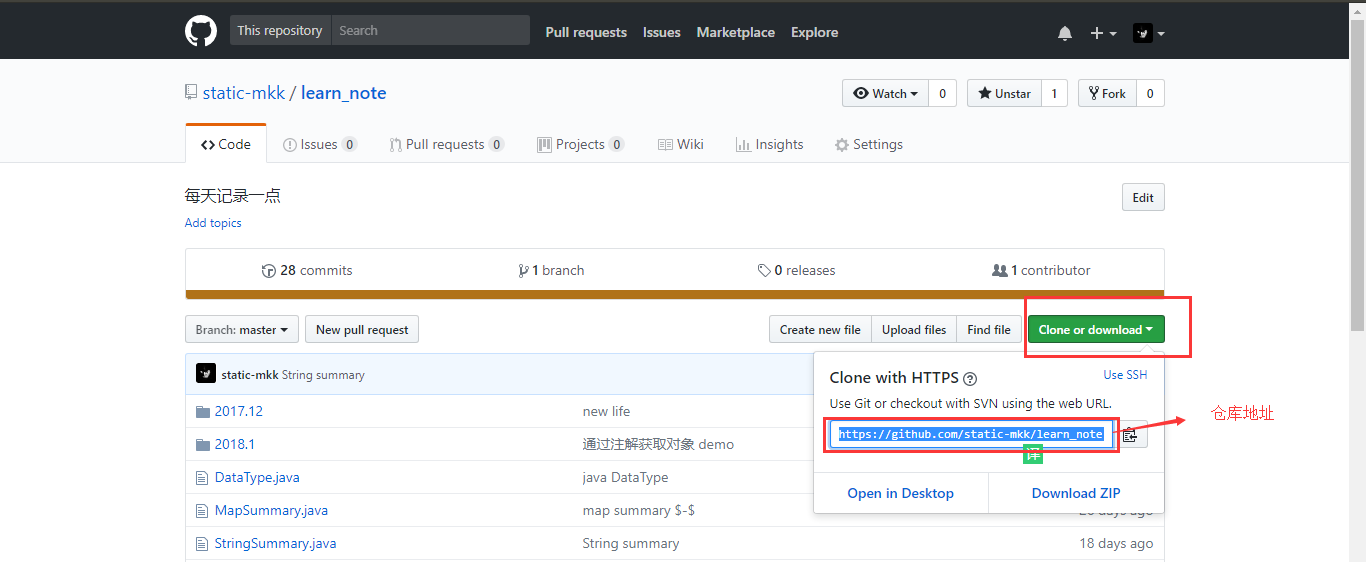 This repository Search Pull requests Issues Marketplace Explore
static-mkk / learn_note Watch 0 Unstar 1 Fork 0
Code Issues 0 Pull requests 0 Projects 0 Wiki Insights Settings
每天记录一点 Edit
Add topics
28 commits 1 branch 0 releases 1 contributor
Branch: master New pull request Create new file Upload files Find file Clone or download
static-mkk String summary
Clone with HTTPS ? Use SSH
Use Git or checkout with SVN using the web URL.
https://github.com/static-mkk/learn_note
仓库地址
译
Open in Desktop Download ZIP
2017.12 new life
2018.1 通过注解获取对象 demo
DataType.java java DataType
MapSummary.java map summary $-$
StringSummary.java String summary 18 days ago